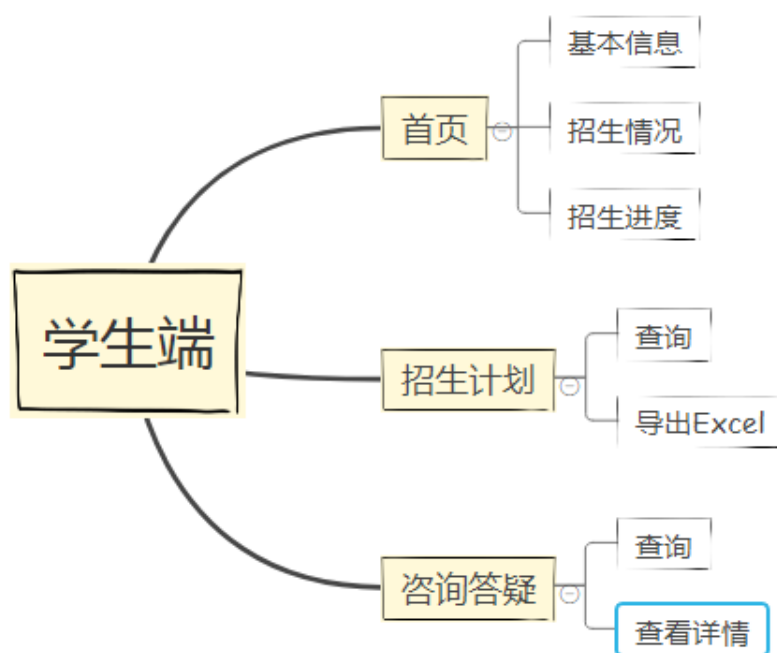 学生端
首页
基本信息
招生情况
招生进度
招生计划
查询
导出Excel
咨询答疑
查询
查看详情